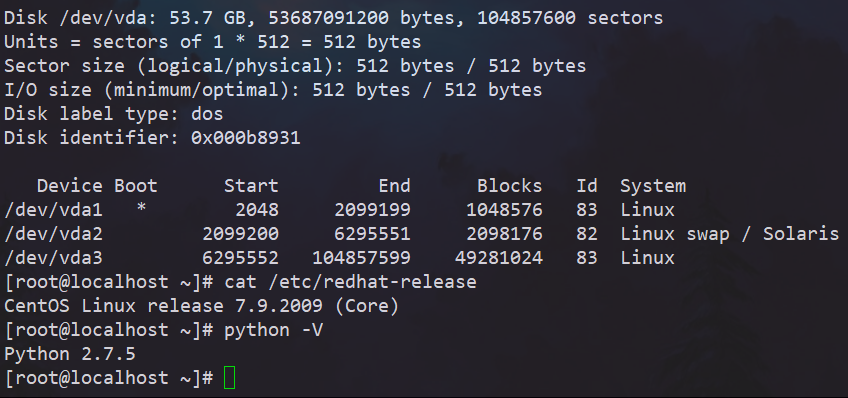 Disk /dev/vda: 53.7 GB, 53687091200 bytes, 104857600 sectors
Units = sectors of 1 * 512 = 512 bytes
Sector size (logical/physical): 512 bytes / 512 bytes
I/O size (minimum/optimal): 512 bytes / 512 bytes
Disk label type: dos
Disk identifier: 0x000b8931

   Device Boot      Start         End      Blocks   Id  System
/dev/vda1   *        2048     2099199     1048576   83  Linux
/dev/vda2         2099200     6295551     2098176   82  Linux swap / Solaris
/dev/vda3         6295552   104857599    49281024   83  Linux
[root@localhost ~]# cat /etc/redhat-release
CentOS Linux release 7.9.2009 (Core)
[root@localhost ~]# python -V
Python 2.7.5
[root@localhost ~]#